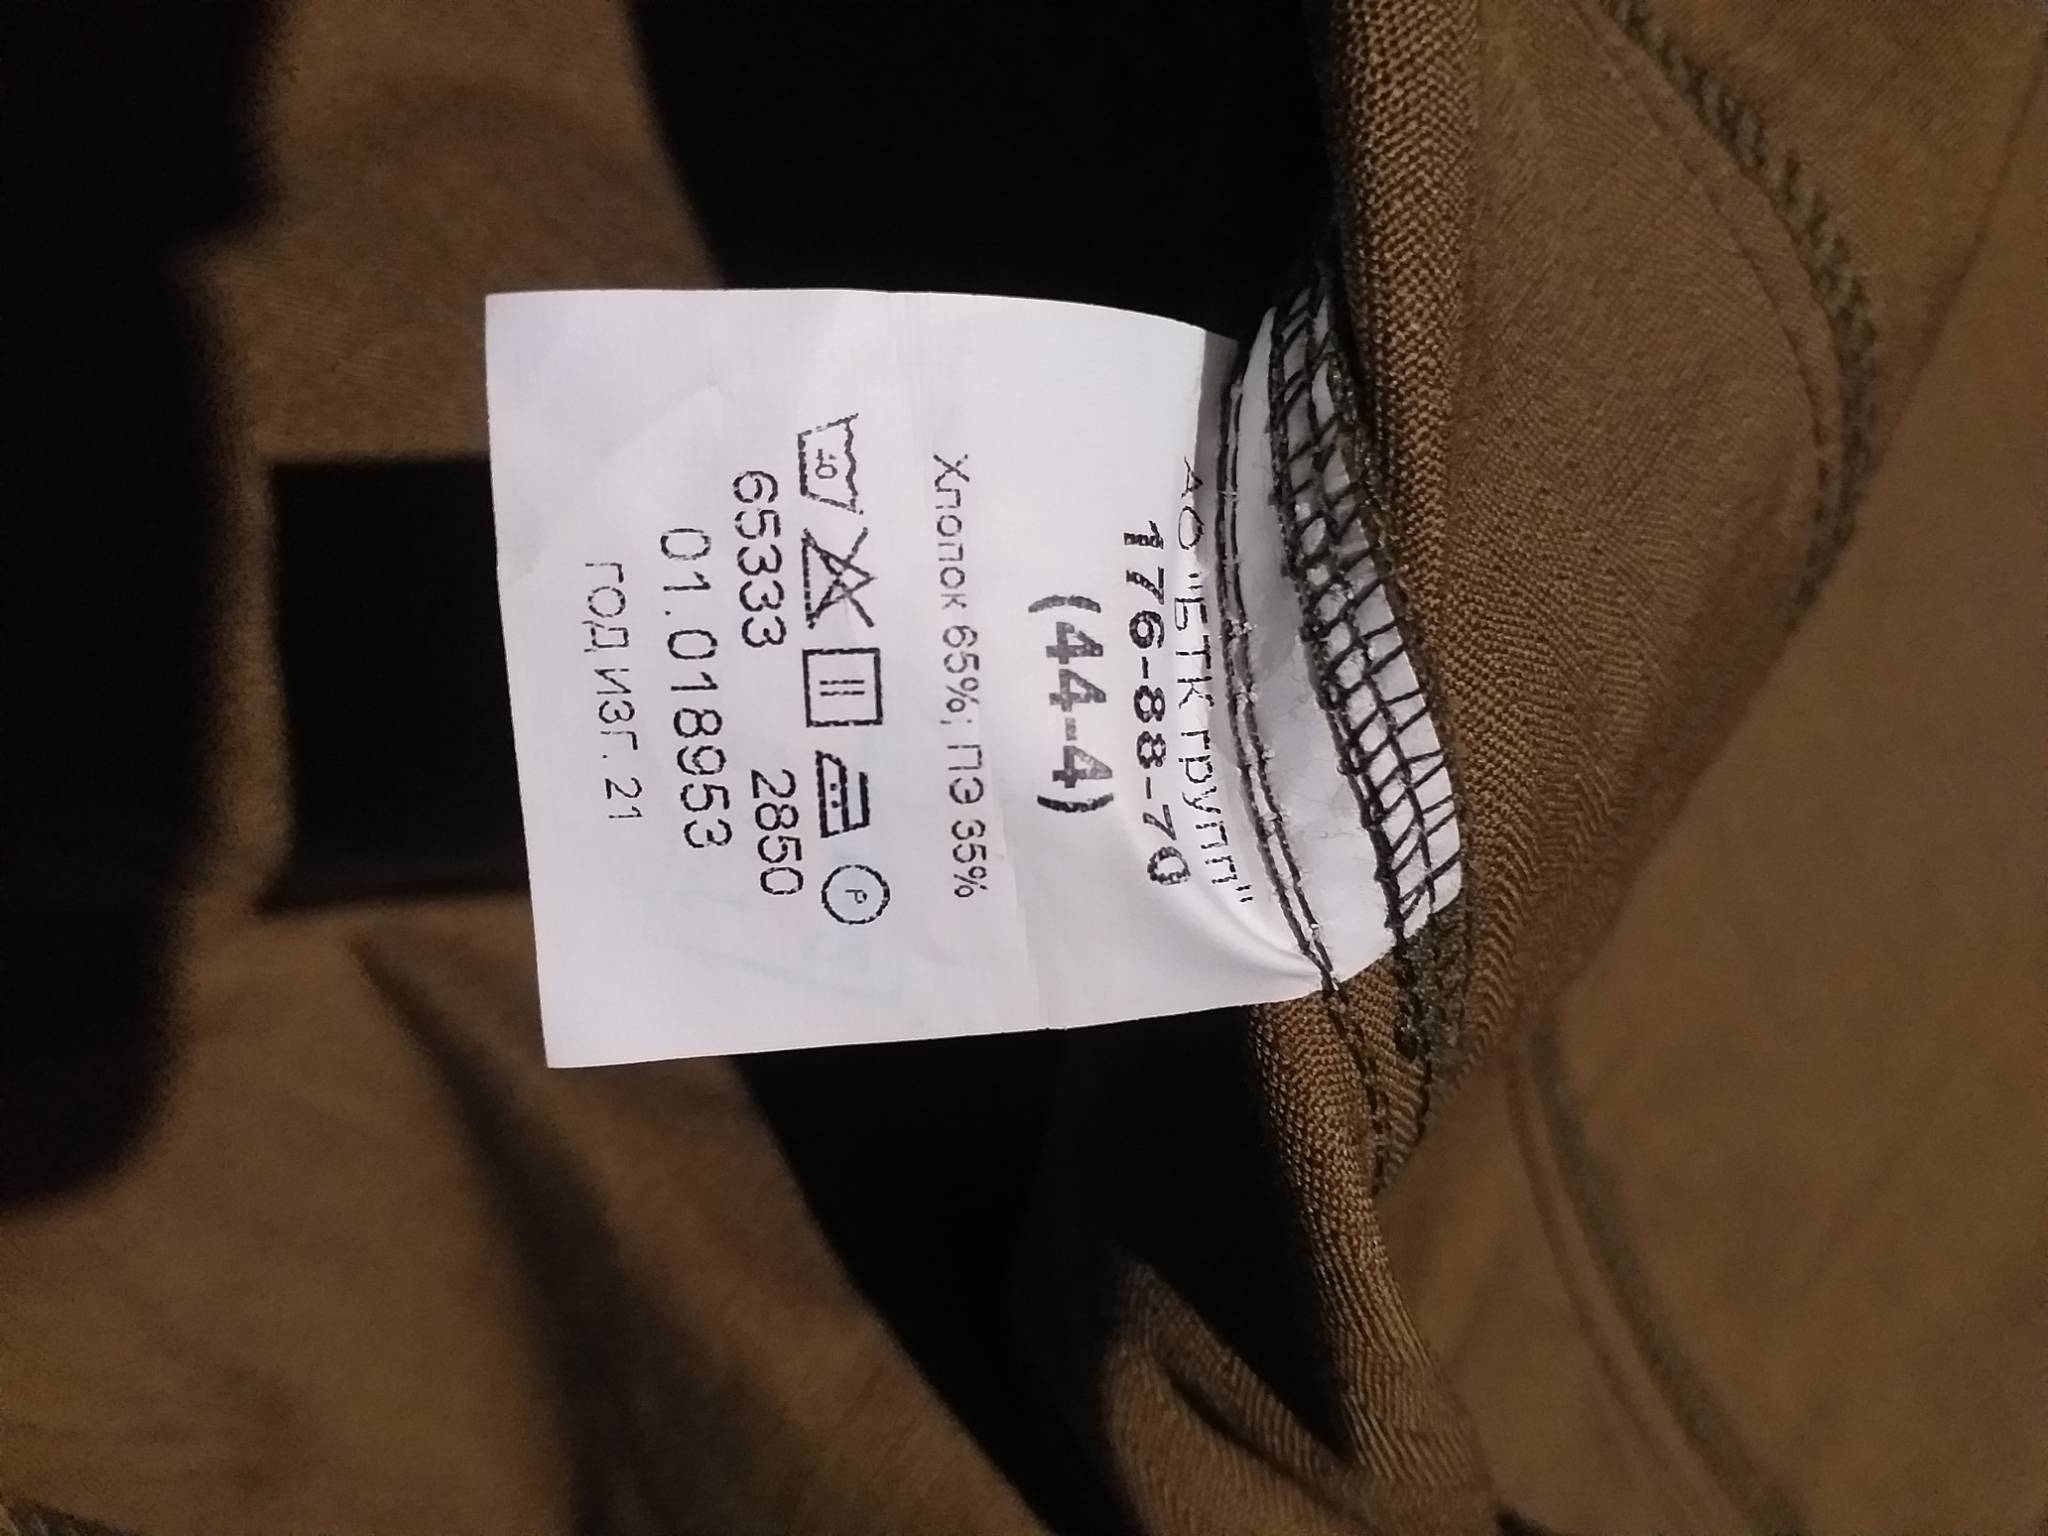 АО "БТК групп"
176-88-70
(44-4)
Хлопок 65%; ПЭ 35%
40 P
65333 2850
01.018953
ГОД ИЗГ. 21